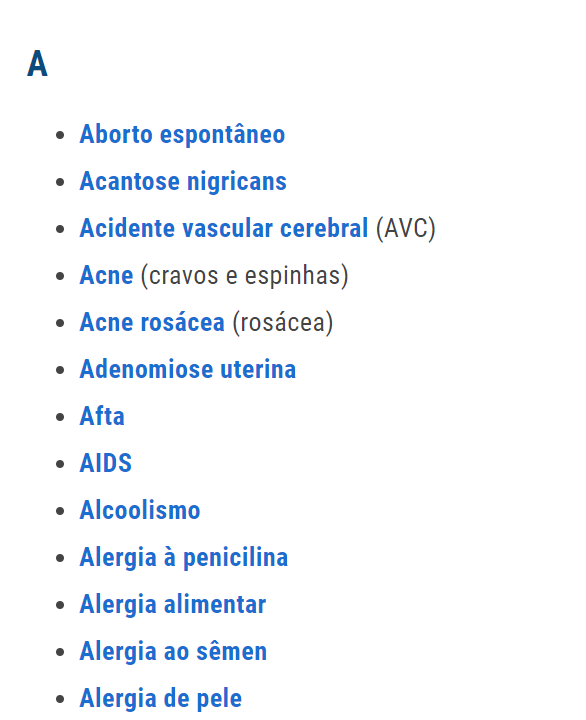 A
Aborto espontâneo
Acantose nigricans
Acidente vascular cerebral (AVC)
Acne (cravos e espinhas)
Acne rosácea (rosácea)
Adenomiose uterina
Afta
AIDS
Alcoolismo
Alergia à penicilina
Alergia alimentar
Alergia ao sêmen
Alergia de pele